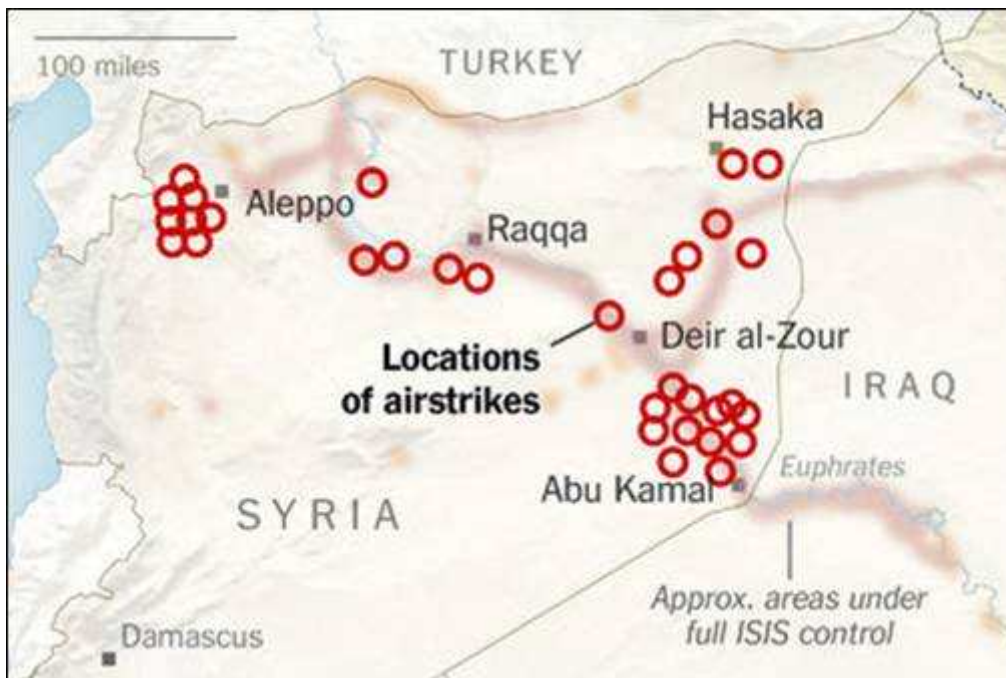 100 miles
TURKEY
Hasaka
Aleppo
Raqqa
Locations
of airstrikes
Deir al-Zour
IRAQ
Abu Kamal
Euphrates
SYRIA
Approx. areas under
full ISIS control
Damascus